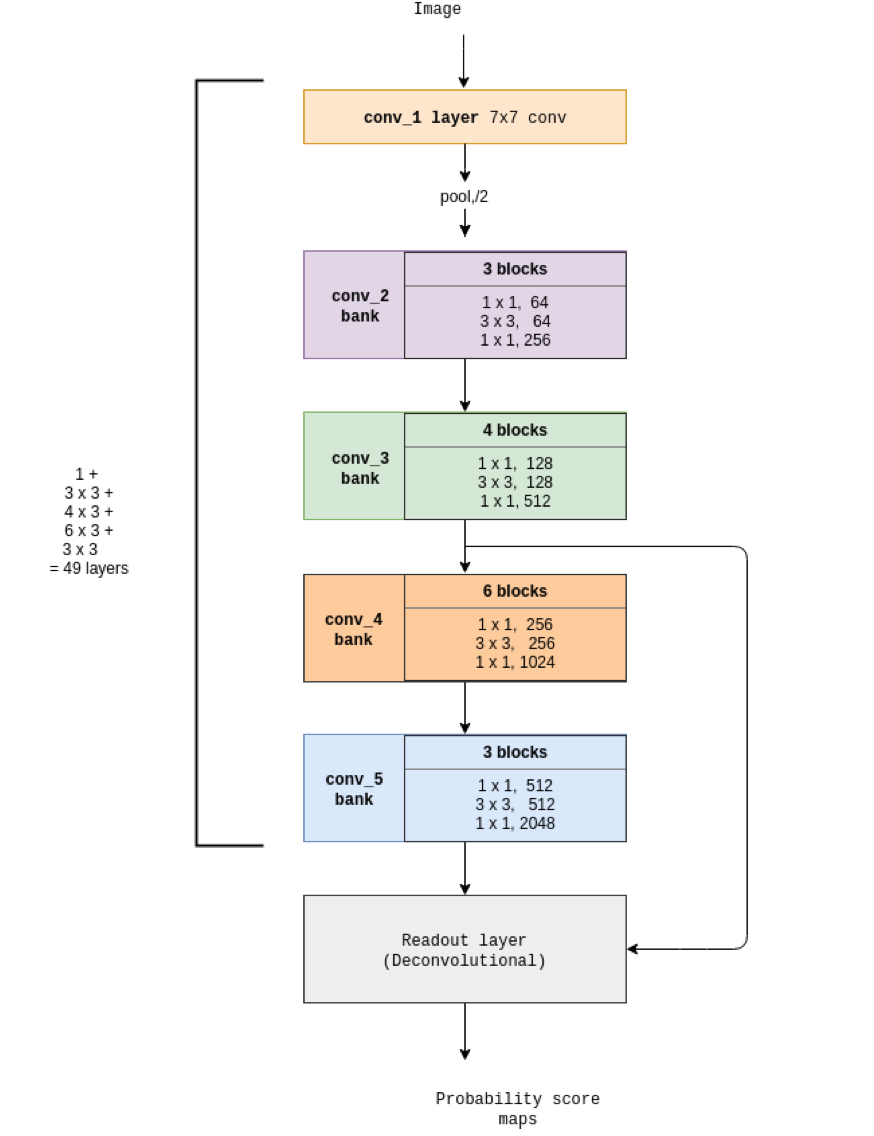 Image
conv_1 layer 7x7 conv
pool,/2
conv_2
bank
3 blocks
1 x 1, 64
3 x 3, 64
1 x 1, 256
conv_3
bank
4 blocks
1 x 1, 128
3 x 3, 128
1 x 1, 512
1 +
3 x 3 +
4 x 3 +
6 x 3 +
3 x 3
= 49 layers
conv_4
bank
6 blocks
1 x 1, 256
3 x 3, 256
1 x 1, 1024
conv_5
bank
3 blocks
1 x 1, 512
3 x 3, 512
1 x 1, 2048
Readout layer
(Deconvolutional)
Probability score
maps